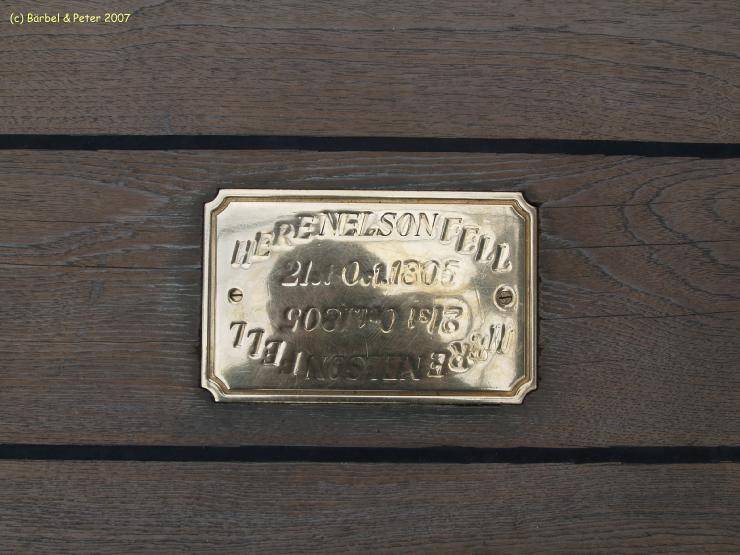 (c) Bärbel & Peter 2007
HERE NELSON FELL
21st Oct. 1805
21st Oct. 1805
HERE NELSON FELL